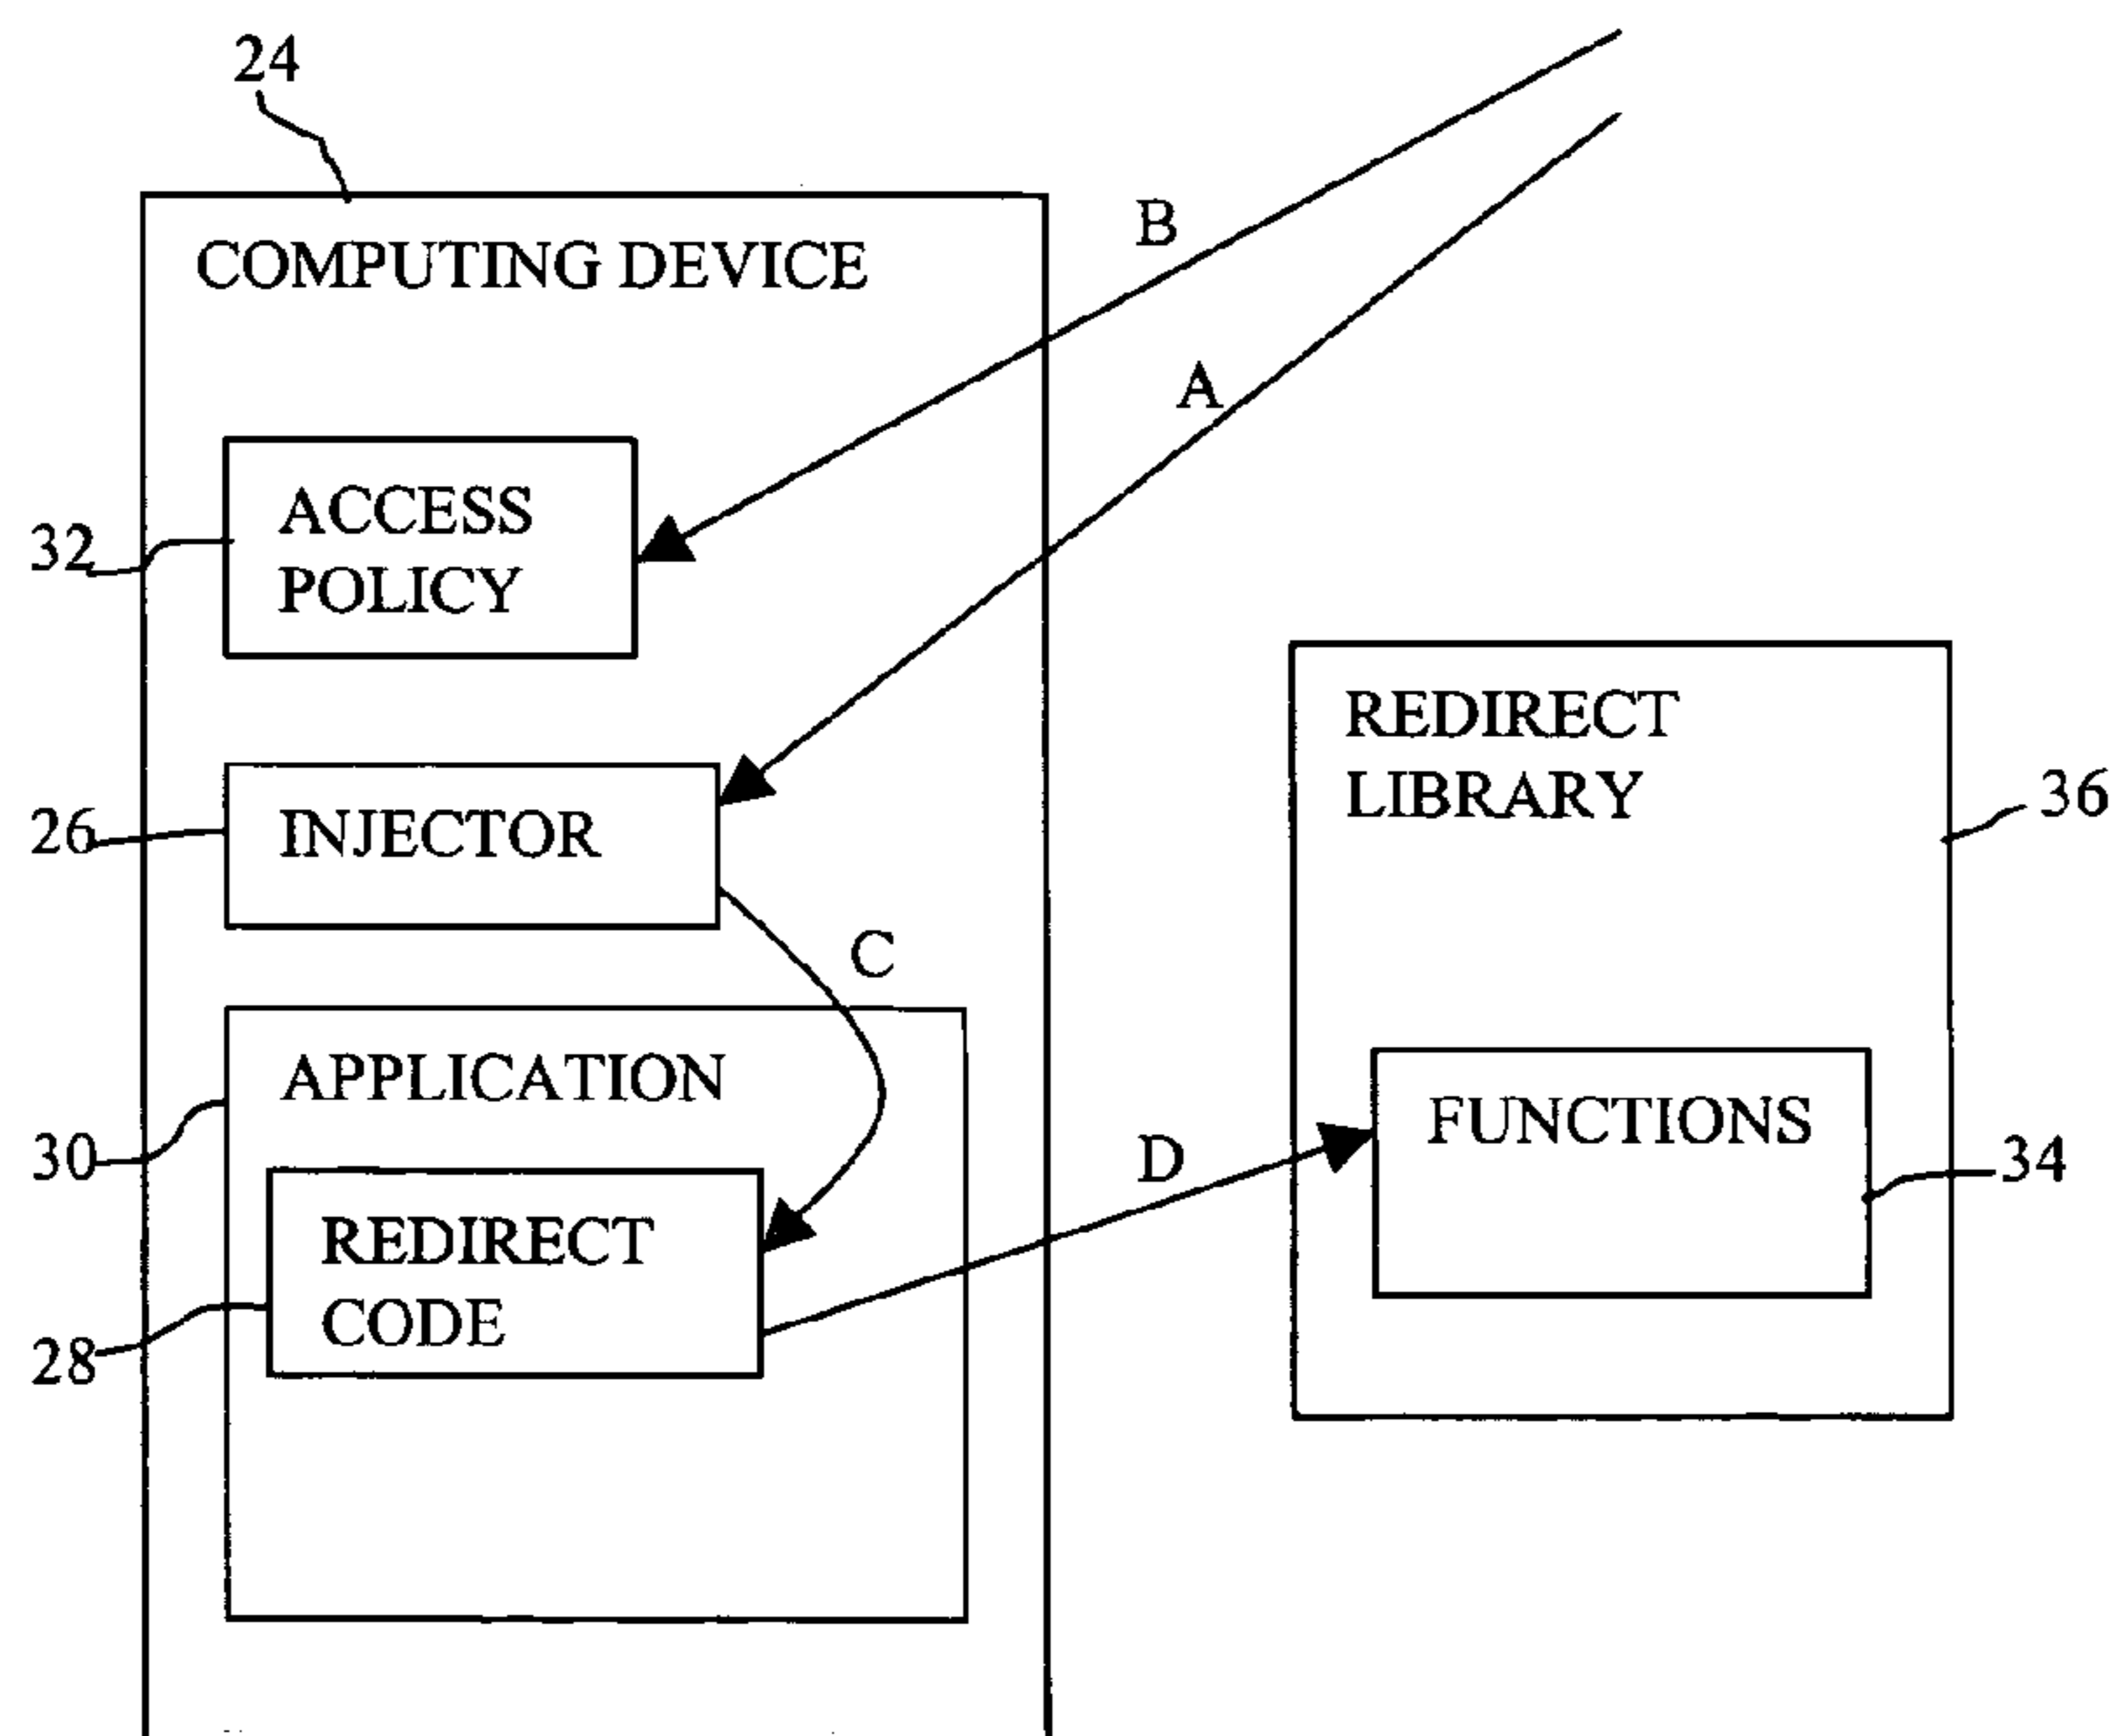 24
COMPUTING DEVICE
B
A
ACCESS
POLICY
32
REDIRECT
LIBRARY
36
26
INJECTOR
C
APPLICATION
30
D
FUNCTIONS
34
REDIRECT
CODE
28